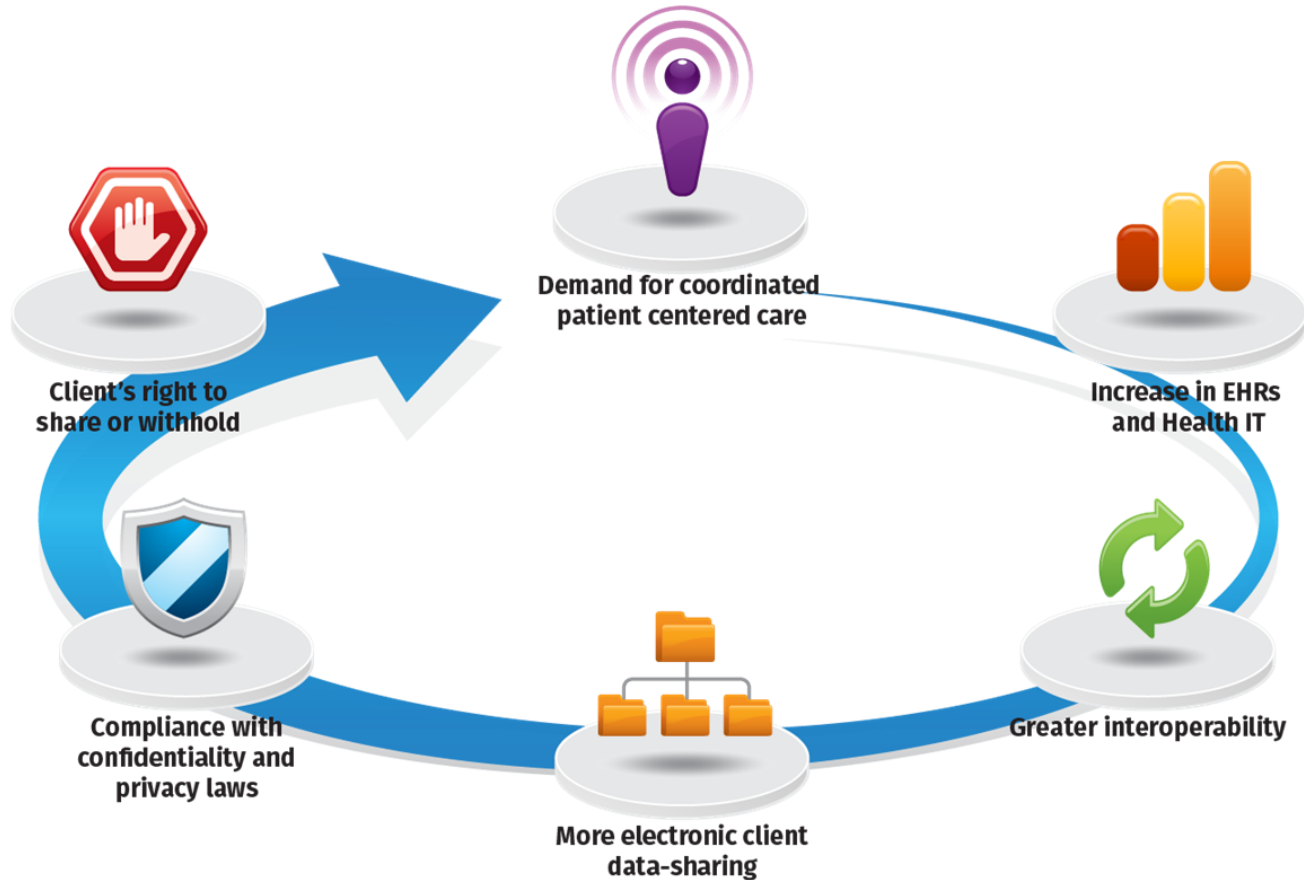 Demand for coordinated
patient centered care
Increase in EHRs
and Health IT
Greater interoperability
More electronic client
data-sharing
Compliance with
confidentiality and
privacy laws
Client's right to
share or withhold